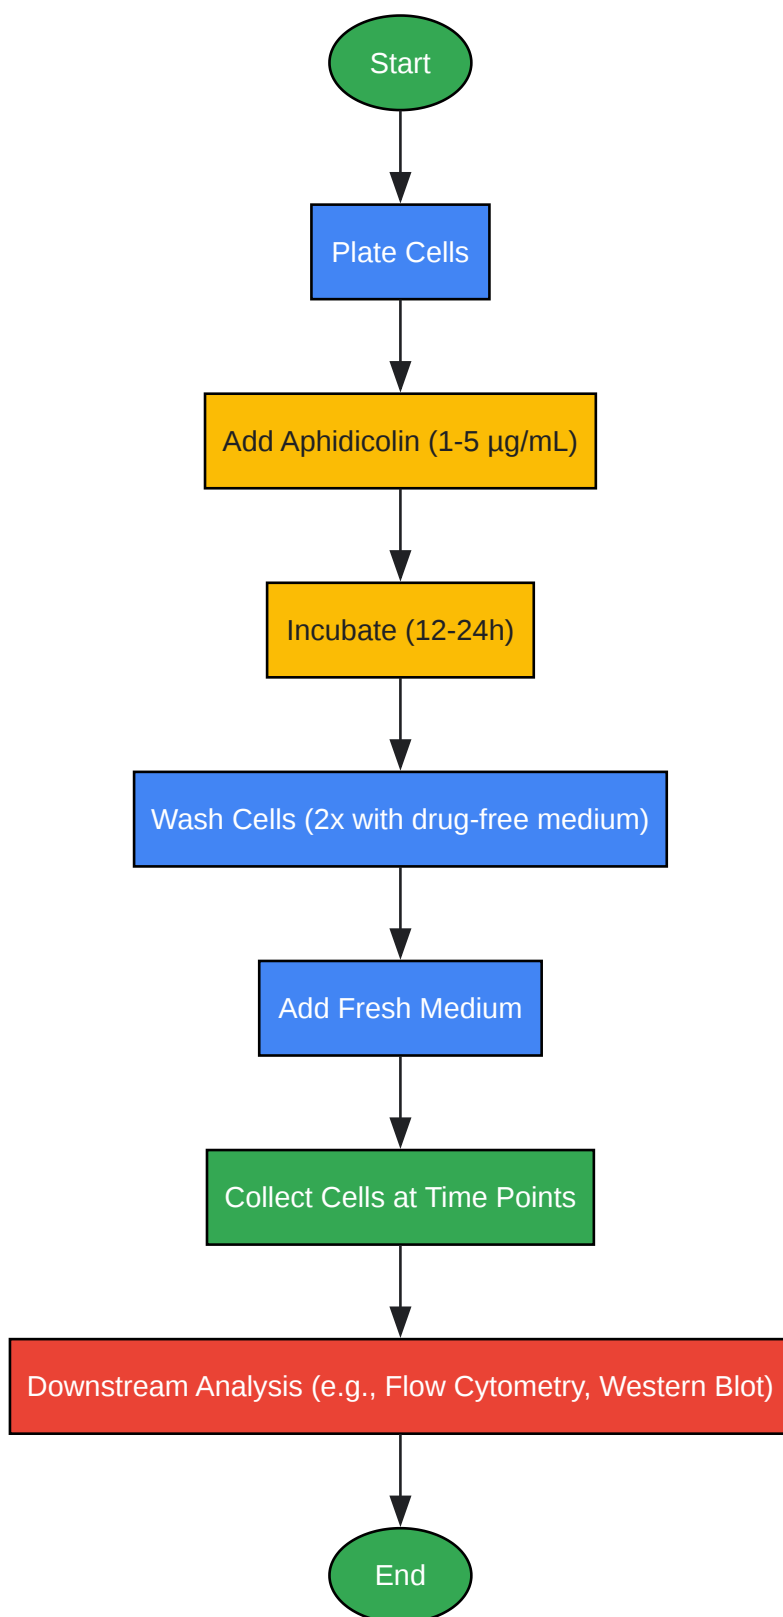 Start
Plate Cells
Add Aphidicolin (1-5 µg/mL)
Incubate (12-24h)
Wash Cells (2x with drug-free medium)
Add Fresh Medium
Collect Cells at Time Points
Downstream Analysis (e.g., Flow Cytometry, Western Blot)
End